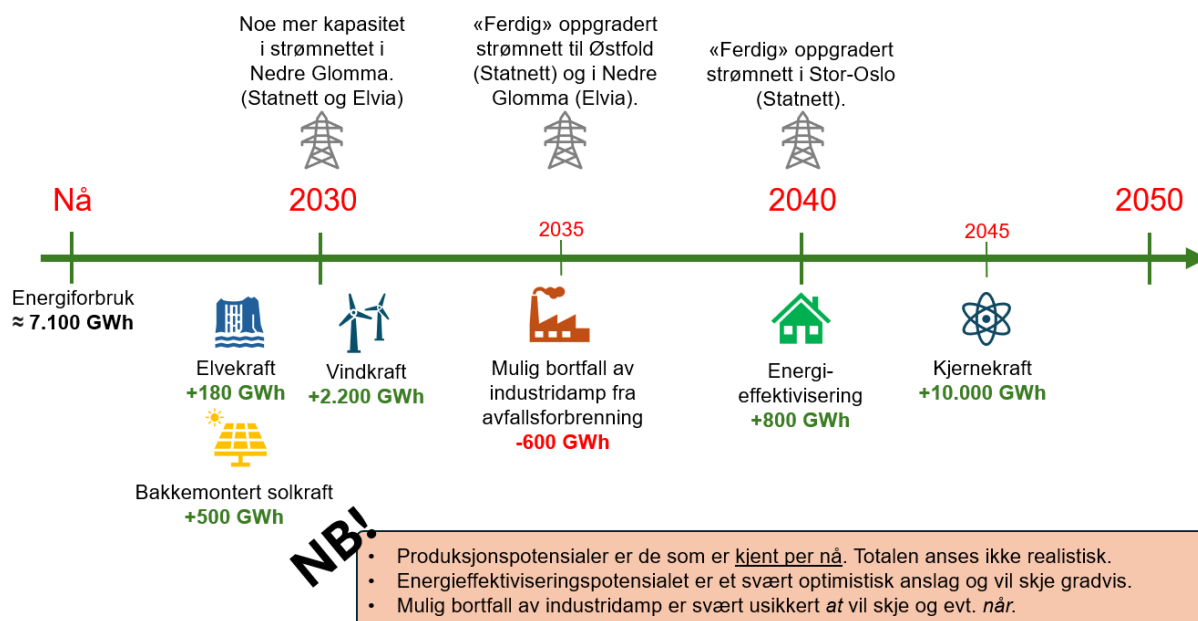 Noe mer kapasitet
i strømnettet i
Nedre Glomma.
(Statnett og Elvia)
«Ferdig» oppgradert
strømnett til Østfold
(Statnett) og i Nedre
Glomma (Elvia).
«Ferdig» oppgradert
strømnett i Stor-Oslo
(Statnett).
Nå
2030
2035
2040
2045
2050
Energiforbruk
≈ 7.100 GWh
Elvekraft
+180 GWh
Bakkemontert solkraft
+500 GWh
Vindkraft
+2.200 GWh
Mulig bortfall av
industridamp fra
avfallsforbrenning
-600 GWh
Energi-
effektivisering
+800 GWh
Kjernekraft
+10.000 GWh
NB!
• Produksjonspotensialer er de som er kjent per nå. Totalen anses ikke realistisk.
• Energieffektiviseringspotensialet er et svært optimistisk anslag og vil skje gradvis.
• Mulig bortfall av industridamp er svært usikkert at vil skje og evt. når.